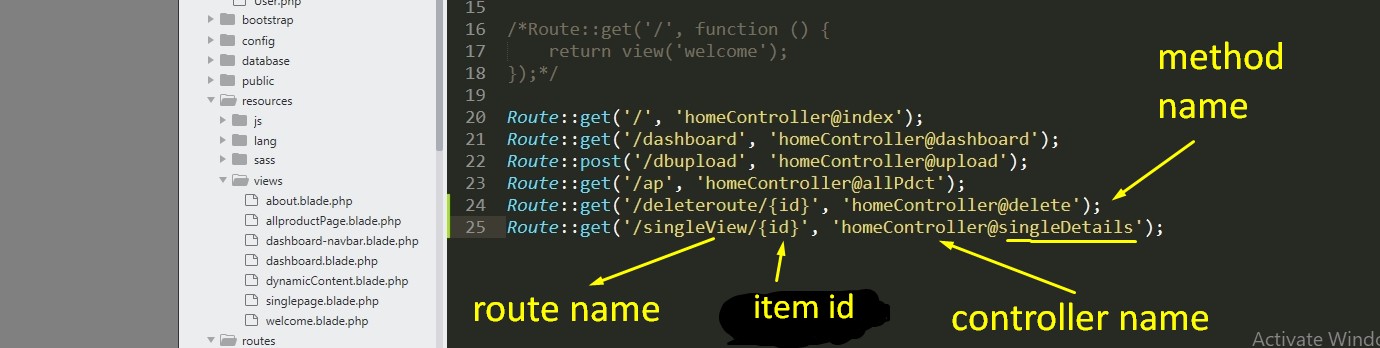 User.php
bootstrap
config
database
public
resources
js
lang
sass
views
about.blade.php
allproductPage.blade.php
dashboard-navbar.blade.php
dashboard.blade.php
dynamicContent.blade.php
singlepage.blade.php
welcome.blade.php
routes
15
16 /*Route::get('/', function () {
17 return view('welcome');
18 });*/
19
20 Route::get('/', 'homeController@index');
21 Route::get('/dashboard', 'homeController@dashboard');
22 Route::post('/dbupload', 'homeController@upload');
23 Route::get('/ap', 'homeController@allPdct');
24 Route::get('/deleteroute/{id}', 'homeController@delete');
25 Route::get('/singleView/{id}', 'homeController@singleDetails');
method
name
route name
item id
controller name
Activate Windo